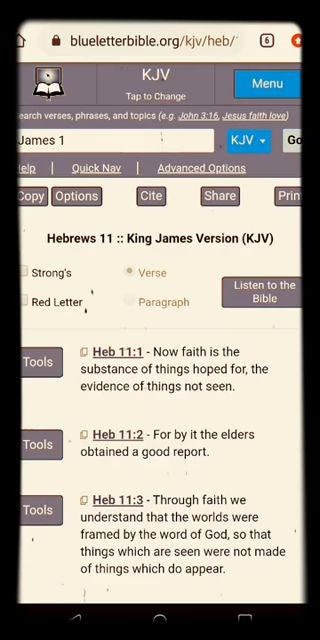 blueletterbible.org/kjv/heb/
6
KJV
Tap to Change
Menu
earch verses, phrases, and topics (e.g. John 3:16, Jesus faith love)
James 1
KJV
Go
Help | Quick Nav | Advanced Options
Copy Options Cite Share Prin
Hebrews 11 :: King James Version (KJV)
Strong's
Verse
Red Letter
Paragraph
Listen to the
Bible
Tools
Heb 11:1 - Now faith is the
substance of things hoped for, the
evidence of things not seen.
Tools
Heb 11:2 - For by it the elders
obtained a good report.
Tools
Heb 11:3 - Through faith we
understand that the worlds were
framed by the word of God, so that
things which are seen were not made
of things which do appear.